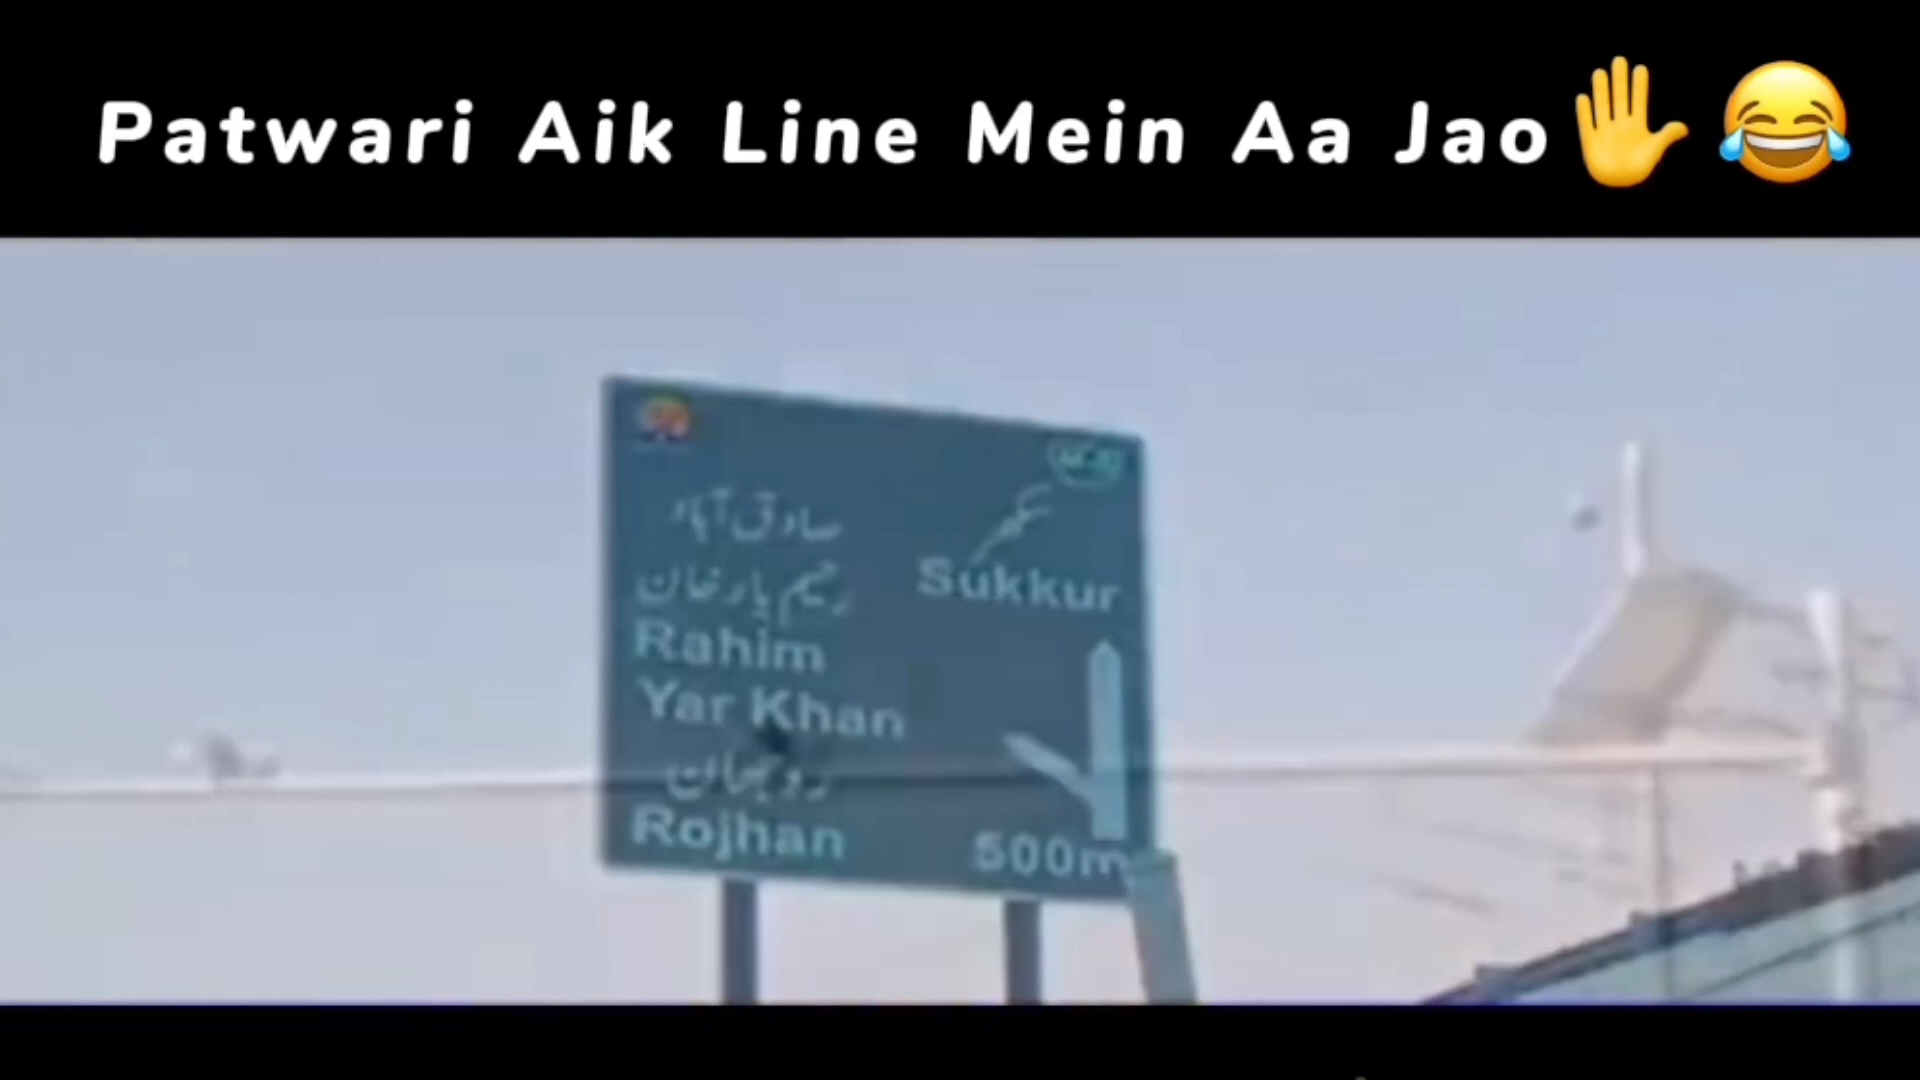 Patwari Aik Line Mein Aa Jao✋😂
صادق آباد
رحیم یار خان
Rahim
Yar Khan
روجھان
Rojhan
سکھر
Sukkur
500m